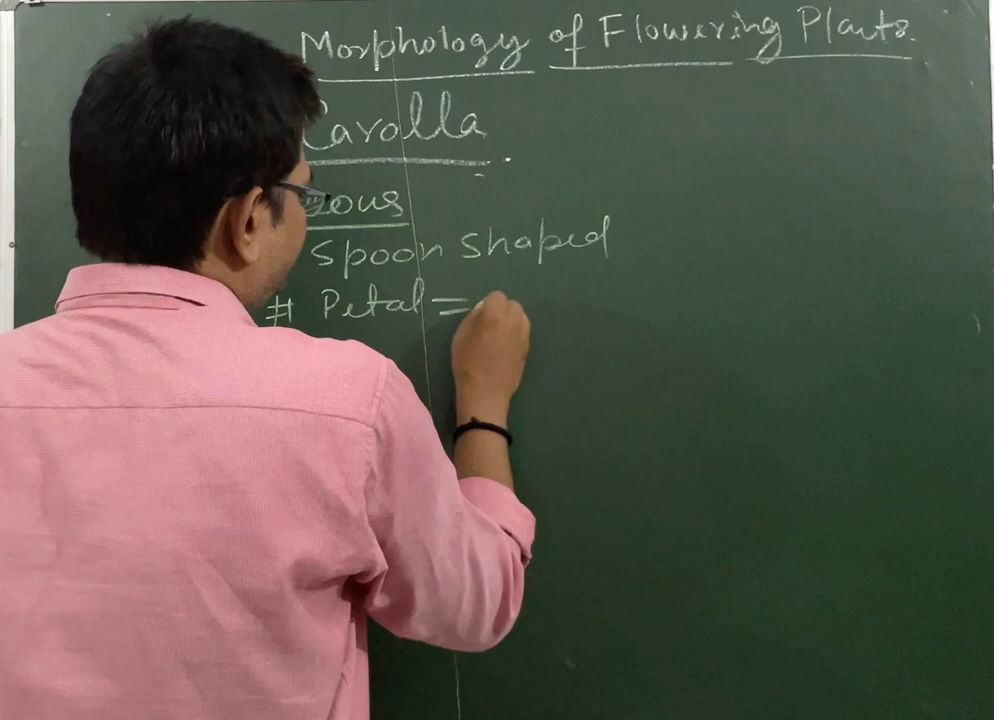 Morphology of Flowering Plants.
Carolla
Spoon shaped
# Petal =